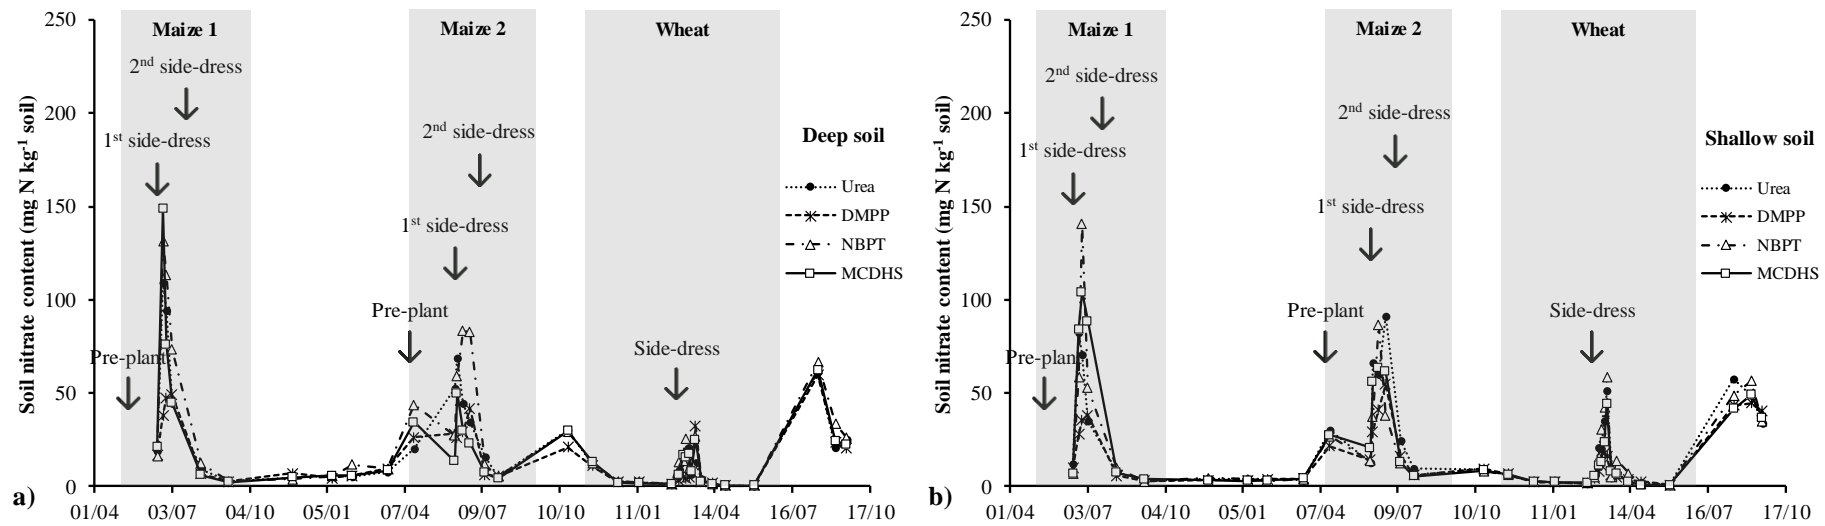 250
200
150
100
50
0
Soil nitrate content (mg N kg-1 soil)
Maize 1
Maize 2
Wheat
2nd side-dress
1st side-dress
Pre-plant
2nd side-dress
1st side-dress
Pre-plant
Side-dress
Deep soil
Urea
DMPP
NBPT
MCDHS
a)
01/04 03/07 04/10 05/01 07/04 09/07 10/10 11/01 14/04 16/07 17/10
250
200
150
100
50
0
Soil nitrate content (mg N kg-1 soil)
Maize 1
Maize 2
Wheat
2nd side-dress
1st side-dress
Pre-plant
2nd side-dress
1st side-dress
Pre-plant
Side-dress
Shallow soil
Urea
DMPP
NBPT
MCDHS
b)
01/04 03/07 04/10 05/01 07/04 09/07 10/10 11/01 14/04 16/07 17/10